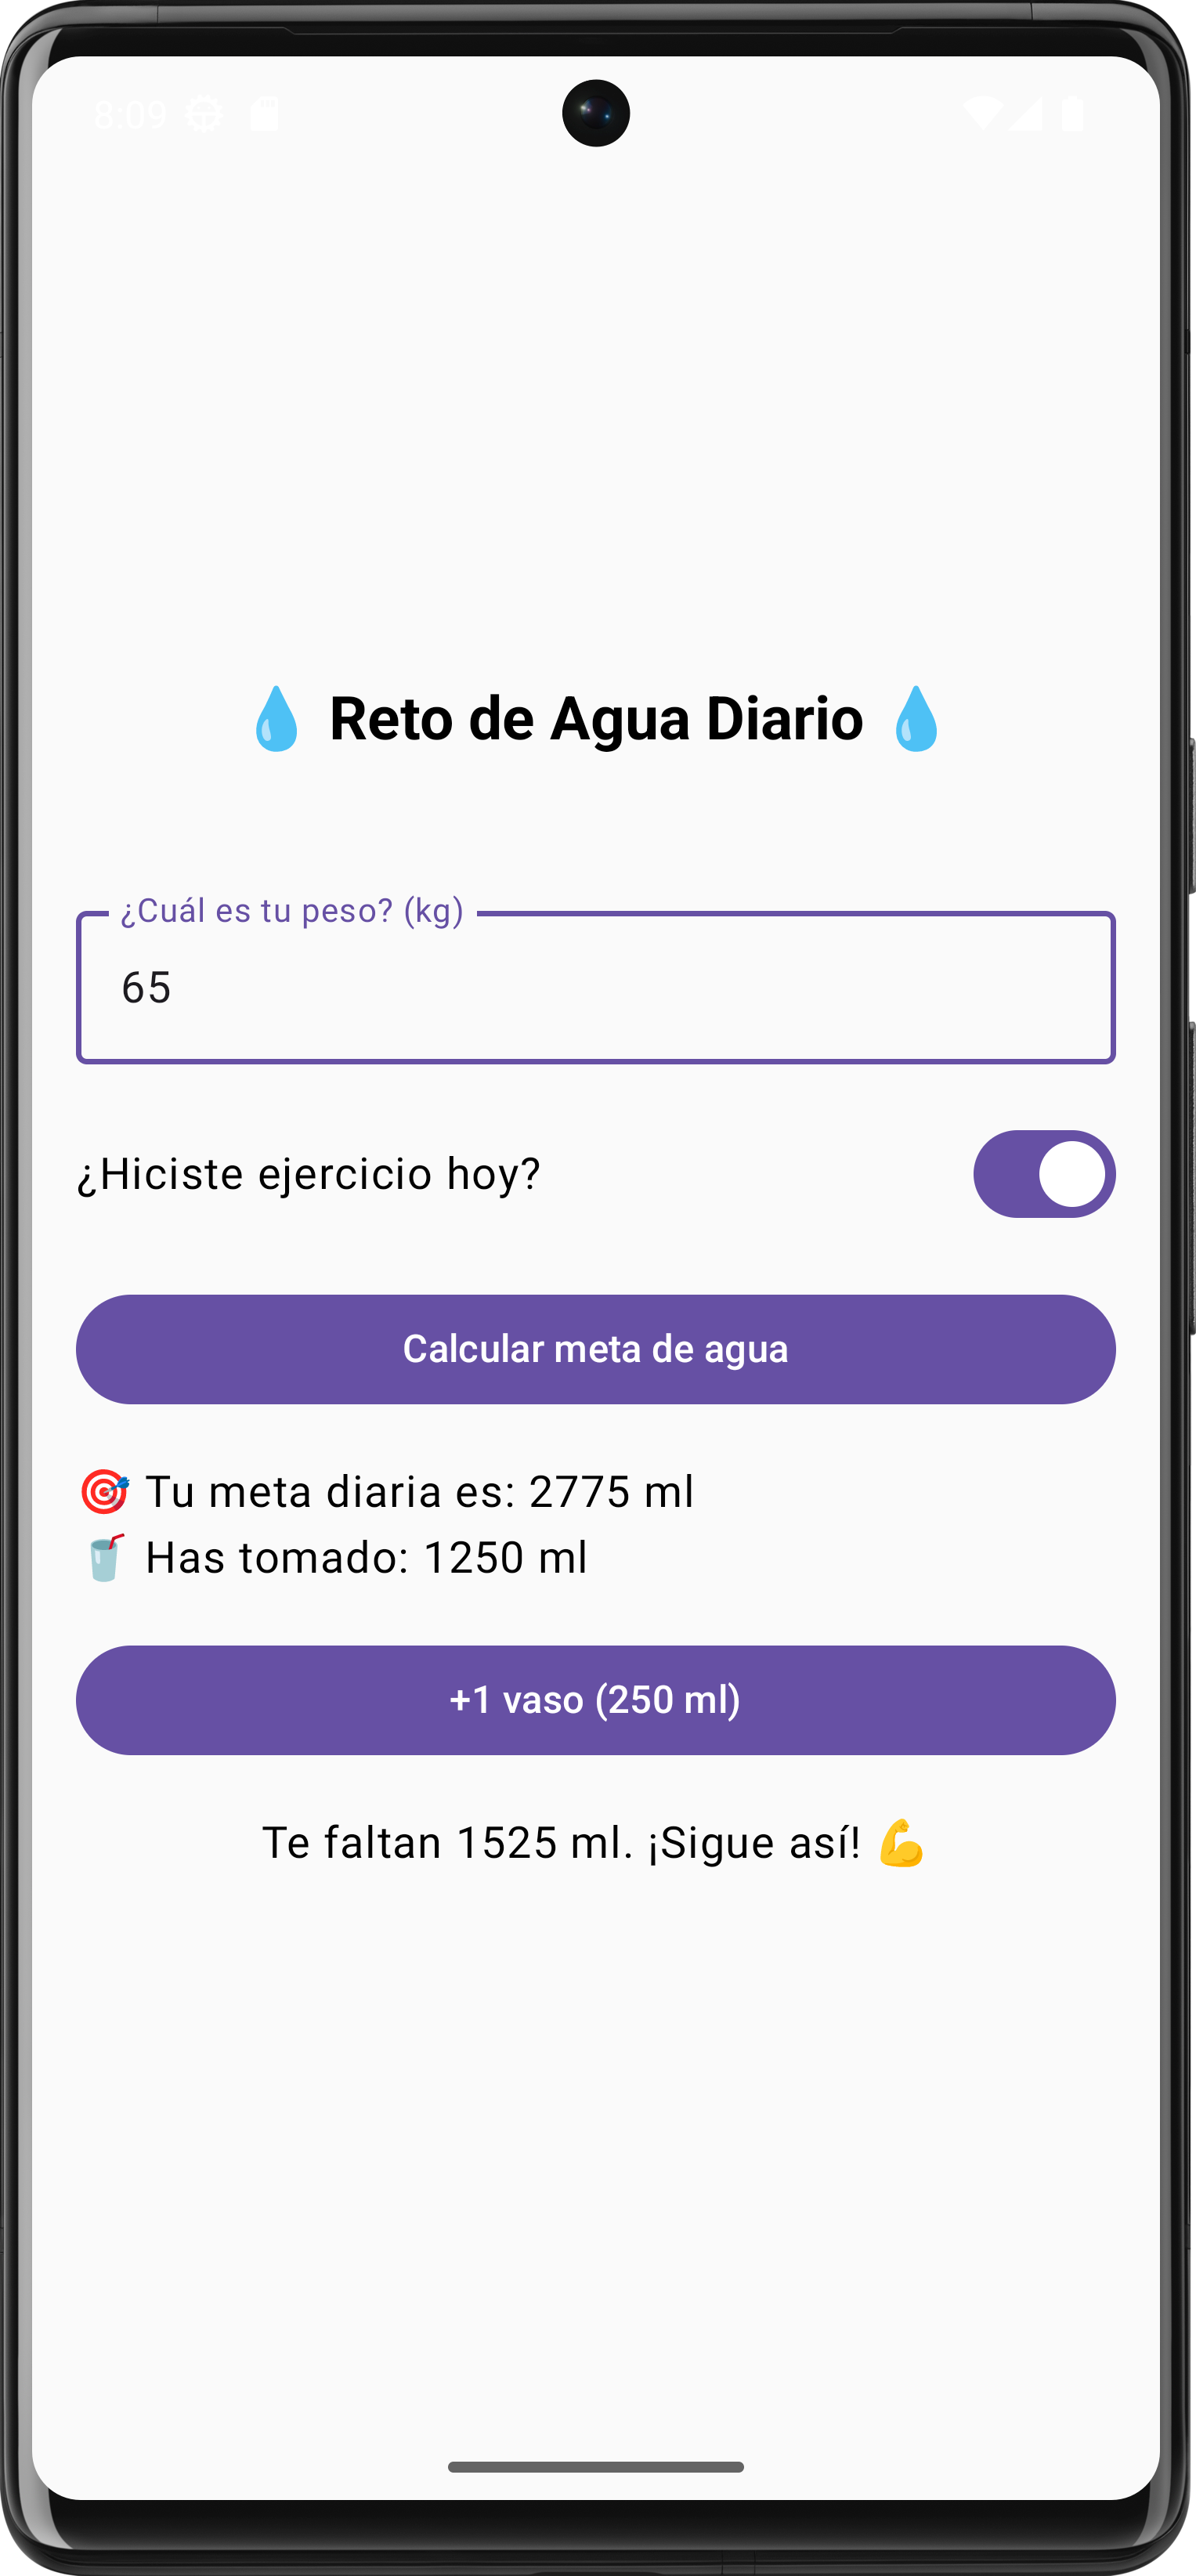 8:09
💧 Reto de Agua Diario 💧
¿Cuál es tu peso? (kg)
65
¿Hiciste ejercicio hoy?
Calcular meta de agua
🎯 Tu meta diaria es: 2775 ml
🥤 Has tomado: 1250 ml
+1 vaso (250 ml)
Te faltan 1525 ml. ¡Sigue así! 💪